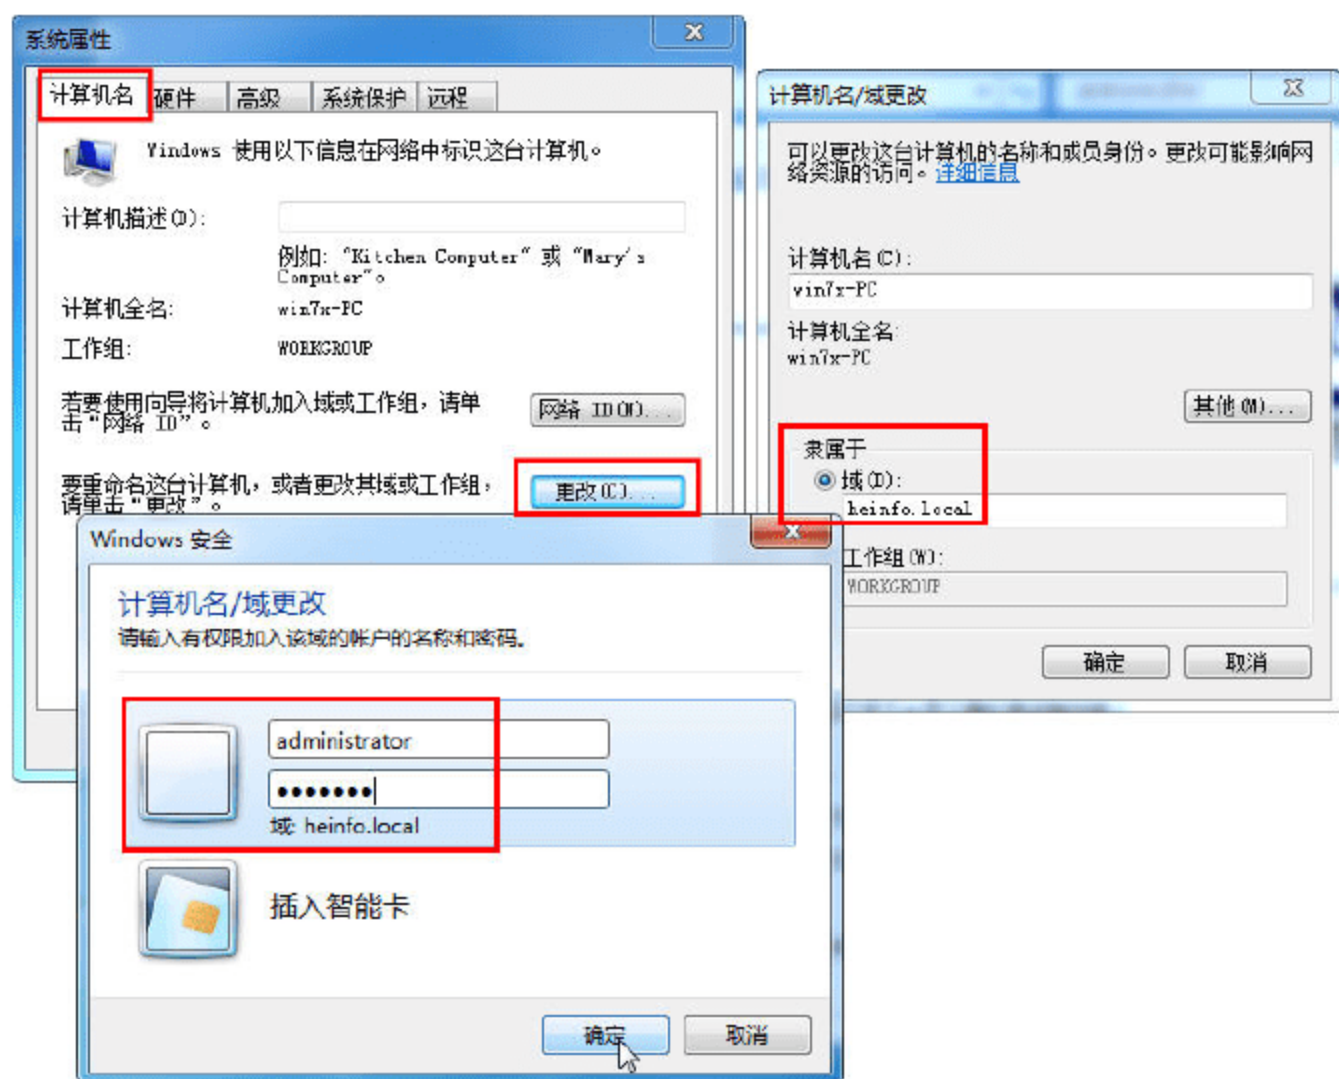 系统属性
计算机名
硬件
高级
系统保护
远程
Windows 使用以下信息在网络中标识这台计算机。
计算机描述(D):
例如: "Kitchen Computer" 或 "Mary's
Computer"。
计算机全名:
win7x-PC
工作组:
WORKGROUP
若要使用向导将计算机加入域或工作组，请单
击"网络 ID"。
网络 ID(N)...
要重命名这台计算机，或者更改其域或工作组，
请单击"更改"。
更改(C)...
计算机名/域更改
可以更改这台计算机的名称和成员身份。更改可能影响网
络资源的访问。详细信息
计算机名(C):
win7x-PC
计算机全名:
win7x-PC
其他(M)...
隶属于
域(D):
heinfo.local
工作组(W):
WORKGROUP
确定
取消
Windows 安全
计算机名/域更改
请输入有权限加入该域的帐户的名称和密码。
administrator
•••••••
域: heinfo.local
插入智能卡
确定
取消